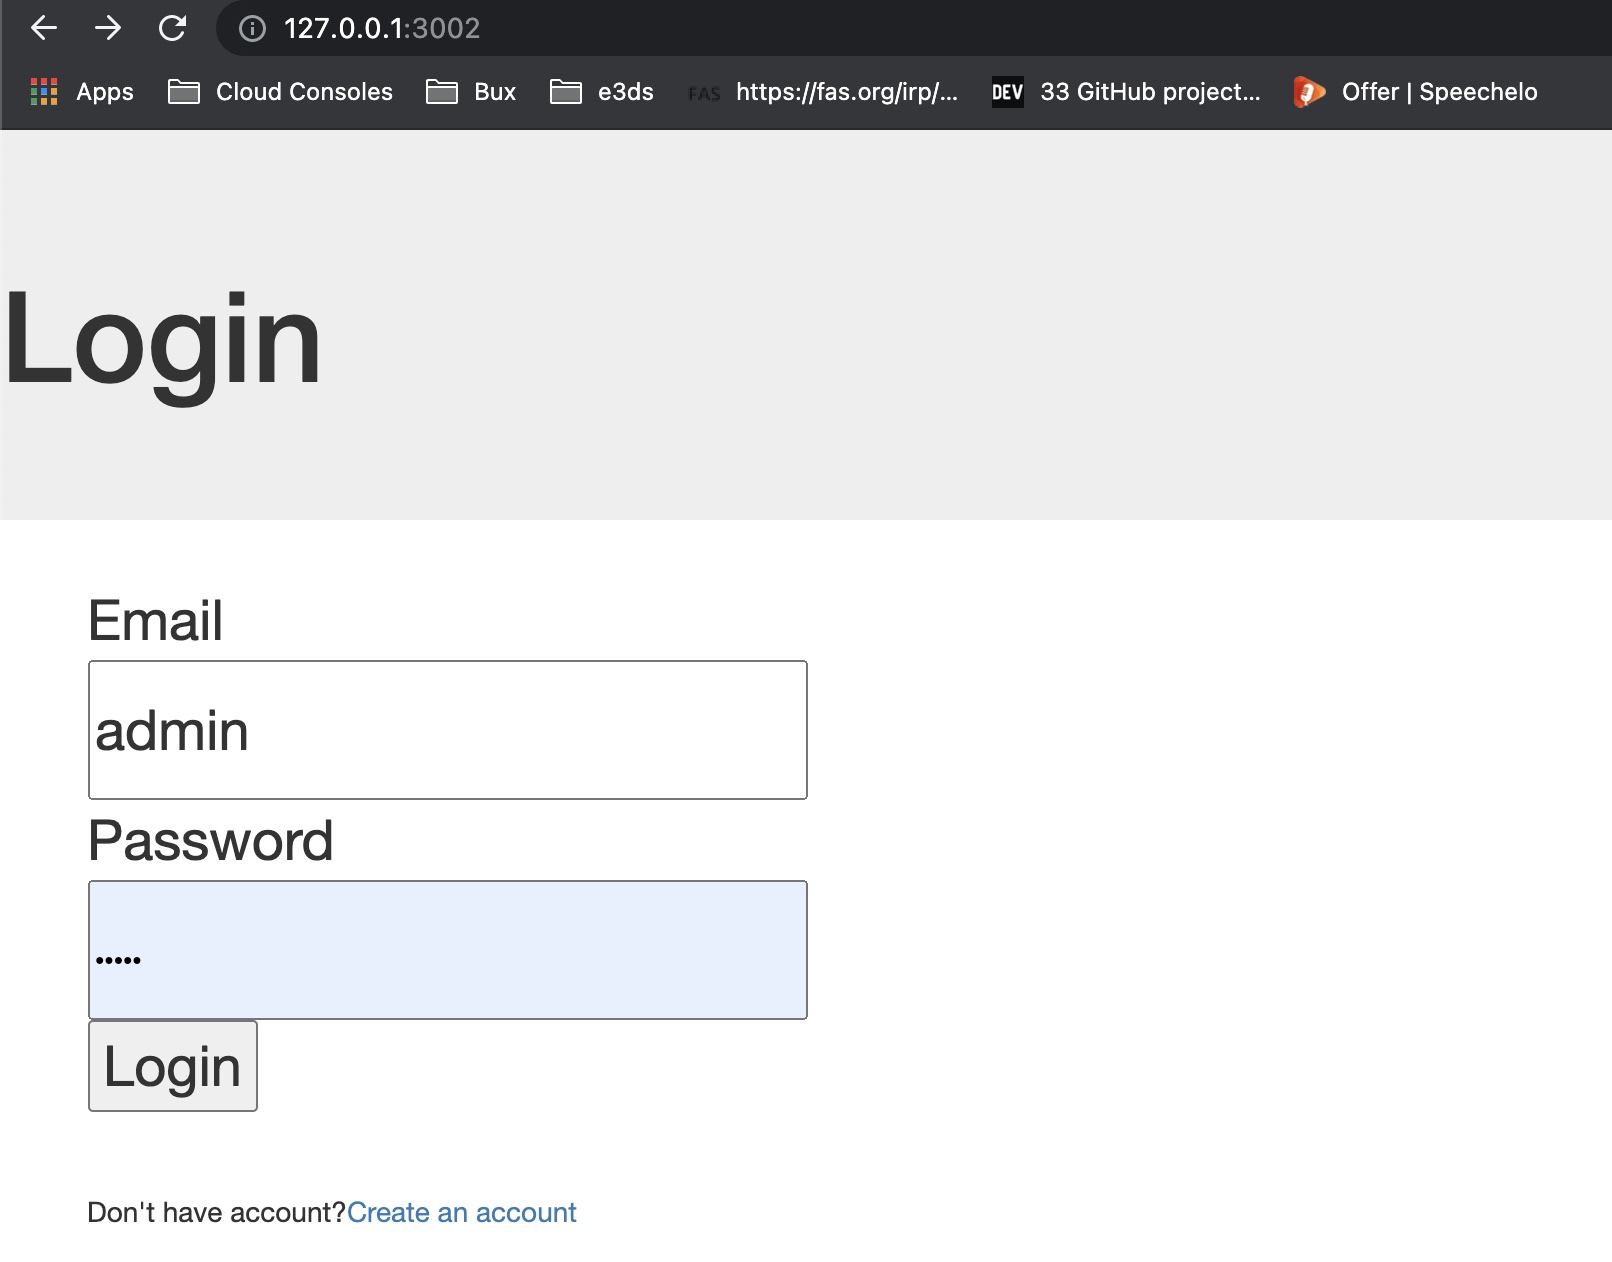 127.0.0.1:3002
Apps Cloud Consoles Bux e3ds FAS https://fas.org/irp/... DEV 33 GitHub project... Offer | Speechelo
Login
Email
admin
Password
•••••
Login
Don't have account?Create an account